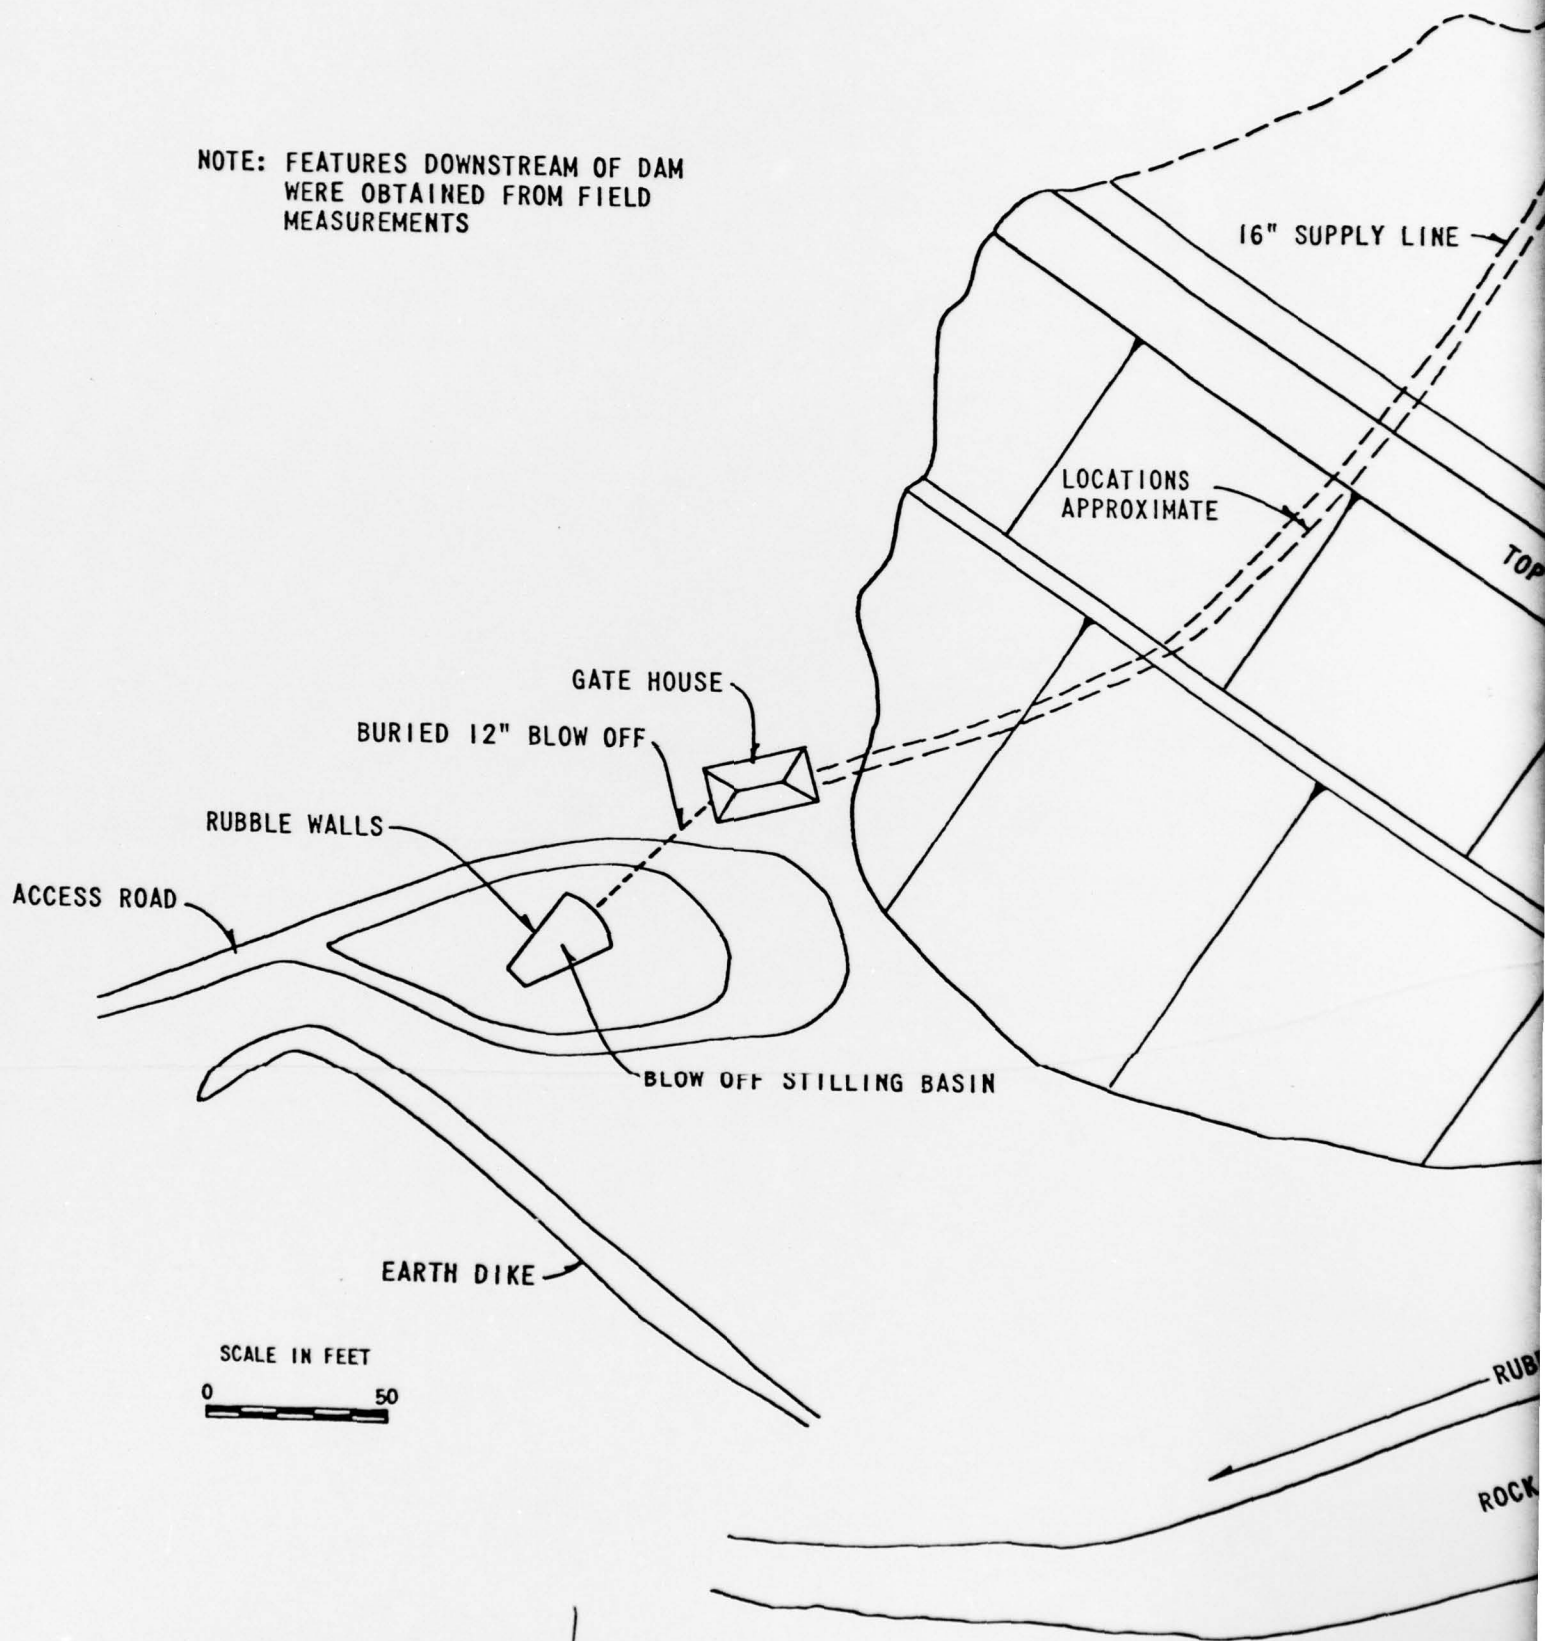 NOTE: FEATURES DOWNSTREAM OF DAM
WERE OBTAINED FROM FIELD
MEASUREMENTS
16" SUPPLY LINE
LOCATIONS
APPROXIMATE
TOP
GATE HOUSE
BURIED 12" BLOW OFF
RUBBLE WALLS
ACCESS ROAD
BLOW OFF STILLING BASIN
EARTH DIKE
SCALE IN FEET
0 50
ROCK